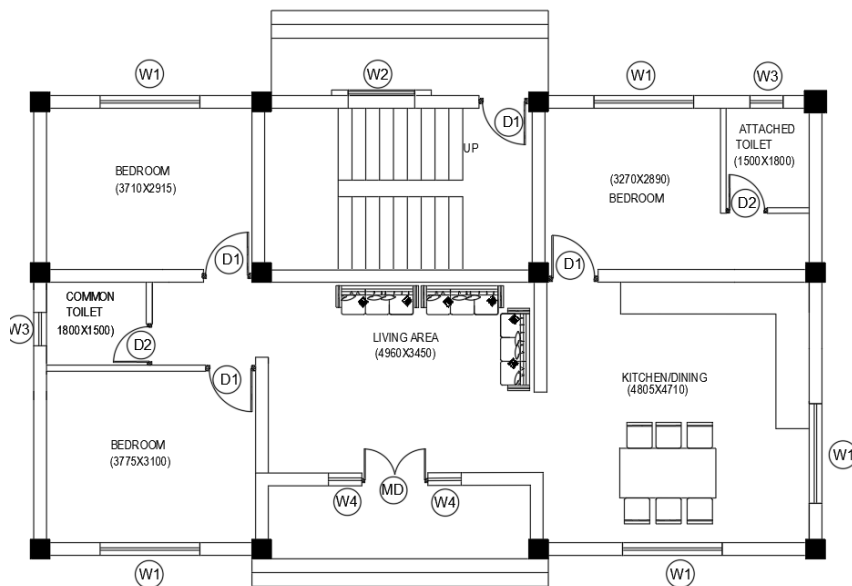 W1
W2
W1
W3
D1
UP
ATTACHED
TOILET
(1500X1800)
BEDROOM
(3710X2915)
(3270X2890)
BEDROOM
D2
D1
D1
COMMON
TOILET
1800X1500)
W3
D2
LIVING AREA
(4960X3450)
D1
KITCHEN/DINING
(4805X4710)
BEDROOM
(3775X3100)
W1
W4
MD
W4
W1
W1